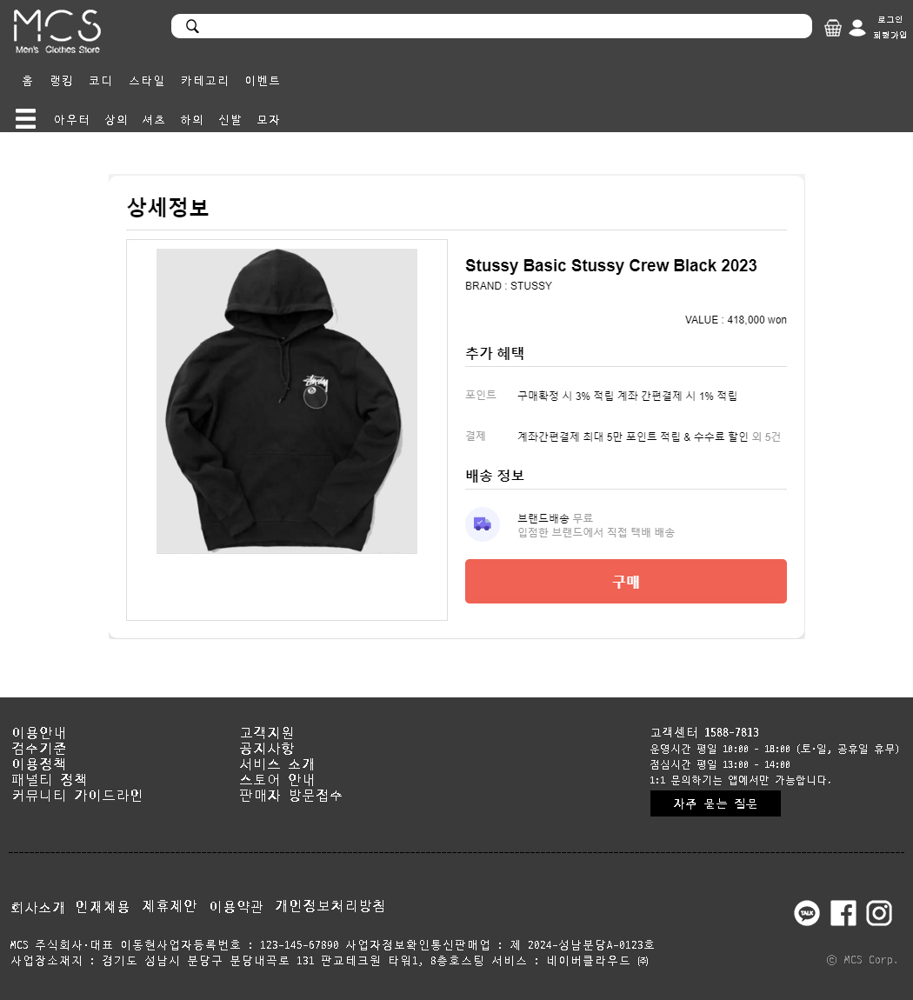 MCS
Men's Clothes Store
로그인
회원가입
홈 랭킹 코디 스타일 카테고리 이벤트
아우터 상의 셔츠 하의 신발 모자
상세정보
Stussy
8
Stussy Basic Stussy Crew Black 2023
BRAND : STUSSY
VALUE : 418,000 won
추가 혜택
포인트 구매확정 시 3% 적립 계좌 간편결제 시 1% 적립
결제 계좌간편결제 최대 5만 포인트 적립 & 수수료 할인 외 5건
배송 정보
브랜드배송 무료
입점한 브랜드에서 직접 택배 배송
구매
이용안내
검수기준
이용정책
패널티 정책
커뮤니티 가이드라인
고객지원
공지사항
서비스 소개
스토어 안내
판매자 방문접수
고객센터 1588-7813
운영시간 평일 10:00 - 18:00 (토·일, 공휴일 휴무)
점심시간 평일 13:00 - 14:00
1:1 문의하기는 앱에서만 가능합니다.
자주 묻는 질문
회사소개 인재채용 제휴제안 이용약관 개인정보처리방침
TALK
MCS 주식회사·대표 이동현사업자등록번호 : 123-145-67890 사업자정보확인통신판매업 : 제 2024-성남분당A-0123호
사업장소재지 : 경기도 성남시 분당구 분당내곡로 131 판교테크원 타워1, 8층호스팅 서비스 : 네이버클라우드 ㈜
© MCS Corp.